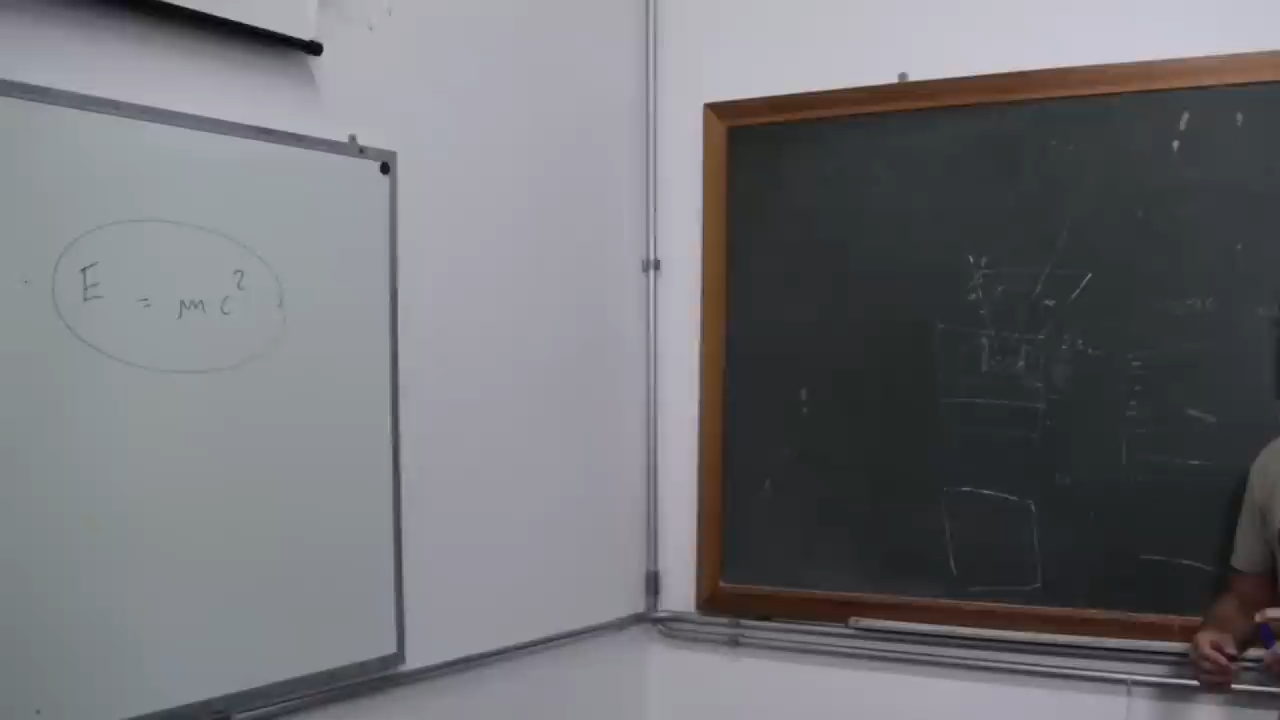 E = mc²